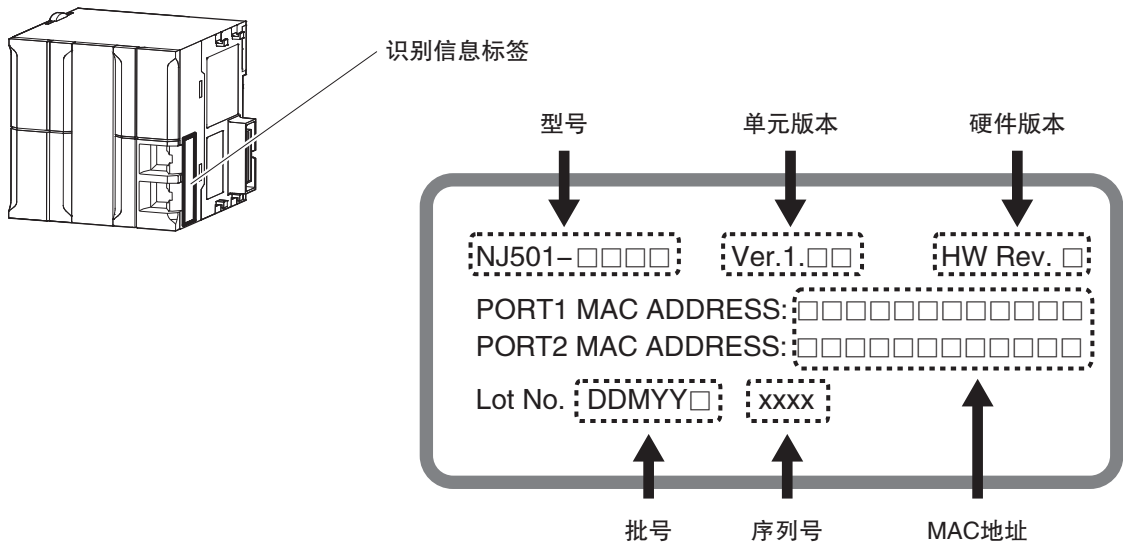 识别信息标签
型号 单元版本 硬件版本
NJ501–□□□□ Ver.1.□□ HW Rev. □
PORT1 MAC ADDRESS: □□□□□□□□□□□□
PORT2 MAC ADDRESS: □□□□□□□□□□□□
Lot No. DDMYY□ xxxx
批号 序列号 MAC地址